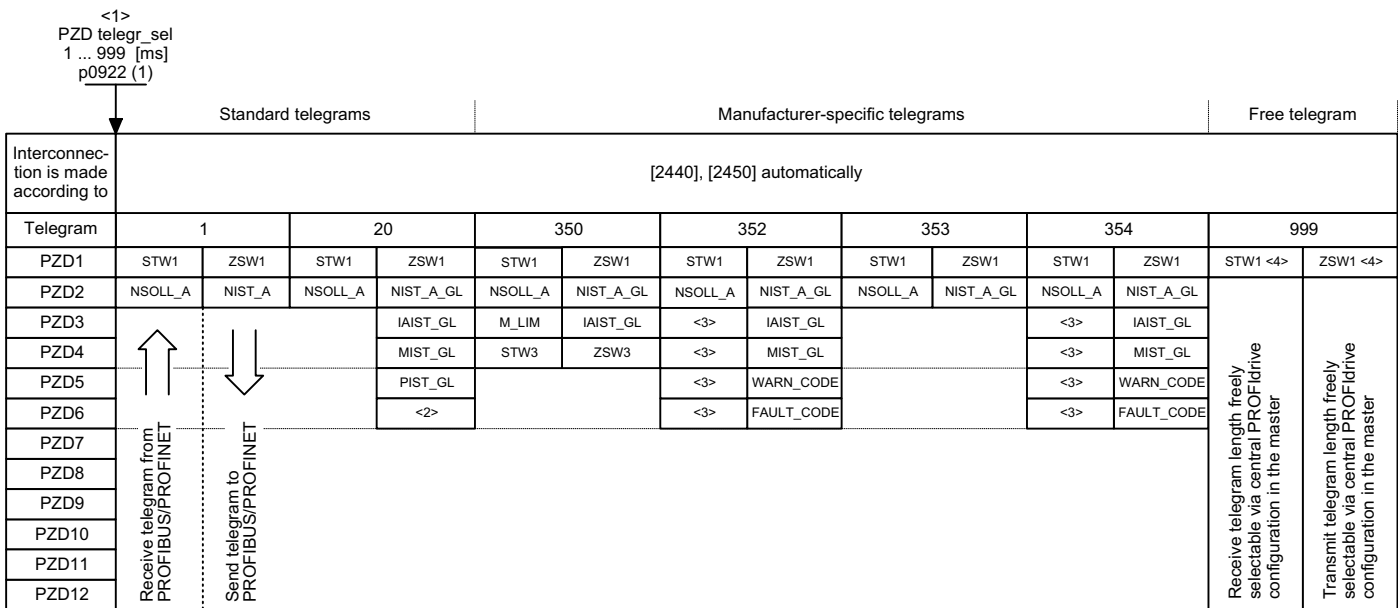 <1>
PZD telegr_sel
1 ... 999 [ms]
p0922 (1)
Standard telegrams Manufacturer-specific telegrams Free telegram
Interconnec-
tion is made
according to
[2440], [2450] automatically
Telegram 1 20 350 352 353 354 999
PZD1 STW1 ZSW1 STW1 ZSW1 STW1 ZSW1 STW1 ZSW1 STW1 ZSW1 STW1 ZSW1 STW1 <4> ZSW1 <4>
PZD2 NSOLL_A NIST_A NSOLL_A NIST_A_GL NSOLL_A NIST_A_GL NSOLL_A NIST_A_GL NSOLL_A NIST_A_GL NSOLL_A NIST_A_GL
PZD3 IAIST_GL M_LIM IAIST_GL <3> IAIST_GL <3> IAIST_GL
PZD4 MIST_GL STW3 ZSW3 <3> MIST_GL <3> MIST_GL
PZD5 PIST_GL <3> WARN_CODE <3> WARN_CODE
PZD6 <2> <3> FAULT_CODE <3> FAULT_CODE
PZD7
PZD8
PZD9
PZD10
PZD11
PZD12
Receive telegram from
PROFIBUS/PROFINET
Send telegram to
PROFIBUS/PROFINET
Receive telegram length freely
selectable via central PROFIdrive
configuration in the master
Transmit telegram length freely
selectable via central PROFIdrive
configuration in the master